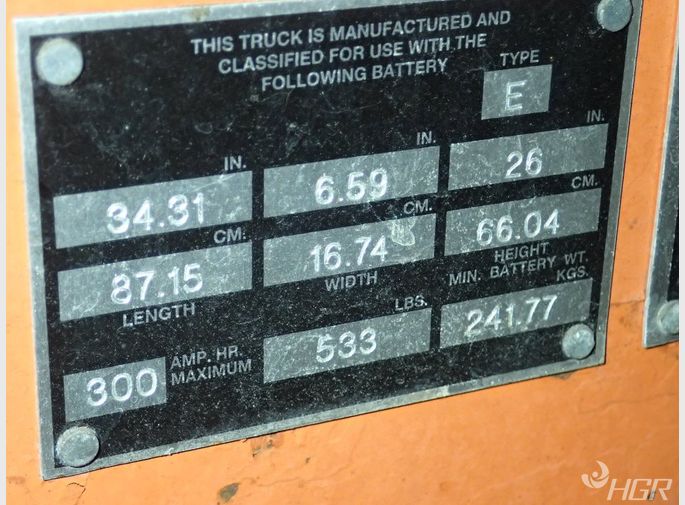 THIS TRUCK IS MANUFACTURED AND
CLASSIFIED FOR USE WITH THE
FOLLOWING BATTERY
TYPE
E
IN. IN. IN.
34.31 6.59 26
CM. CM. CM.
87.15 16.74 66.04
LENGTH WIDTH HEIGHT
MIN. BATTERY WT.
LBS. KGS.
300 AMP. HR. MAXIMUM 533 241.77
HGR